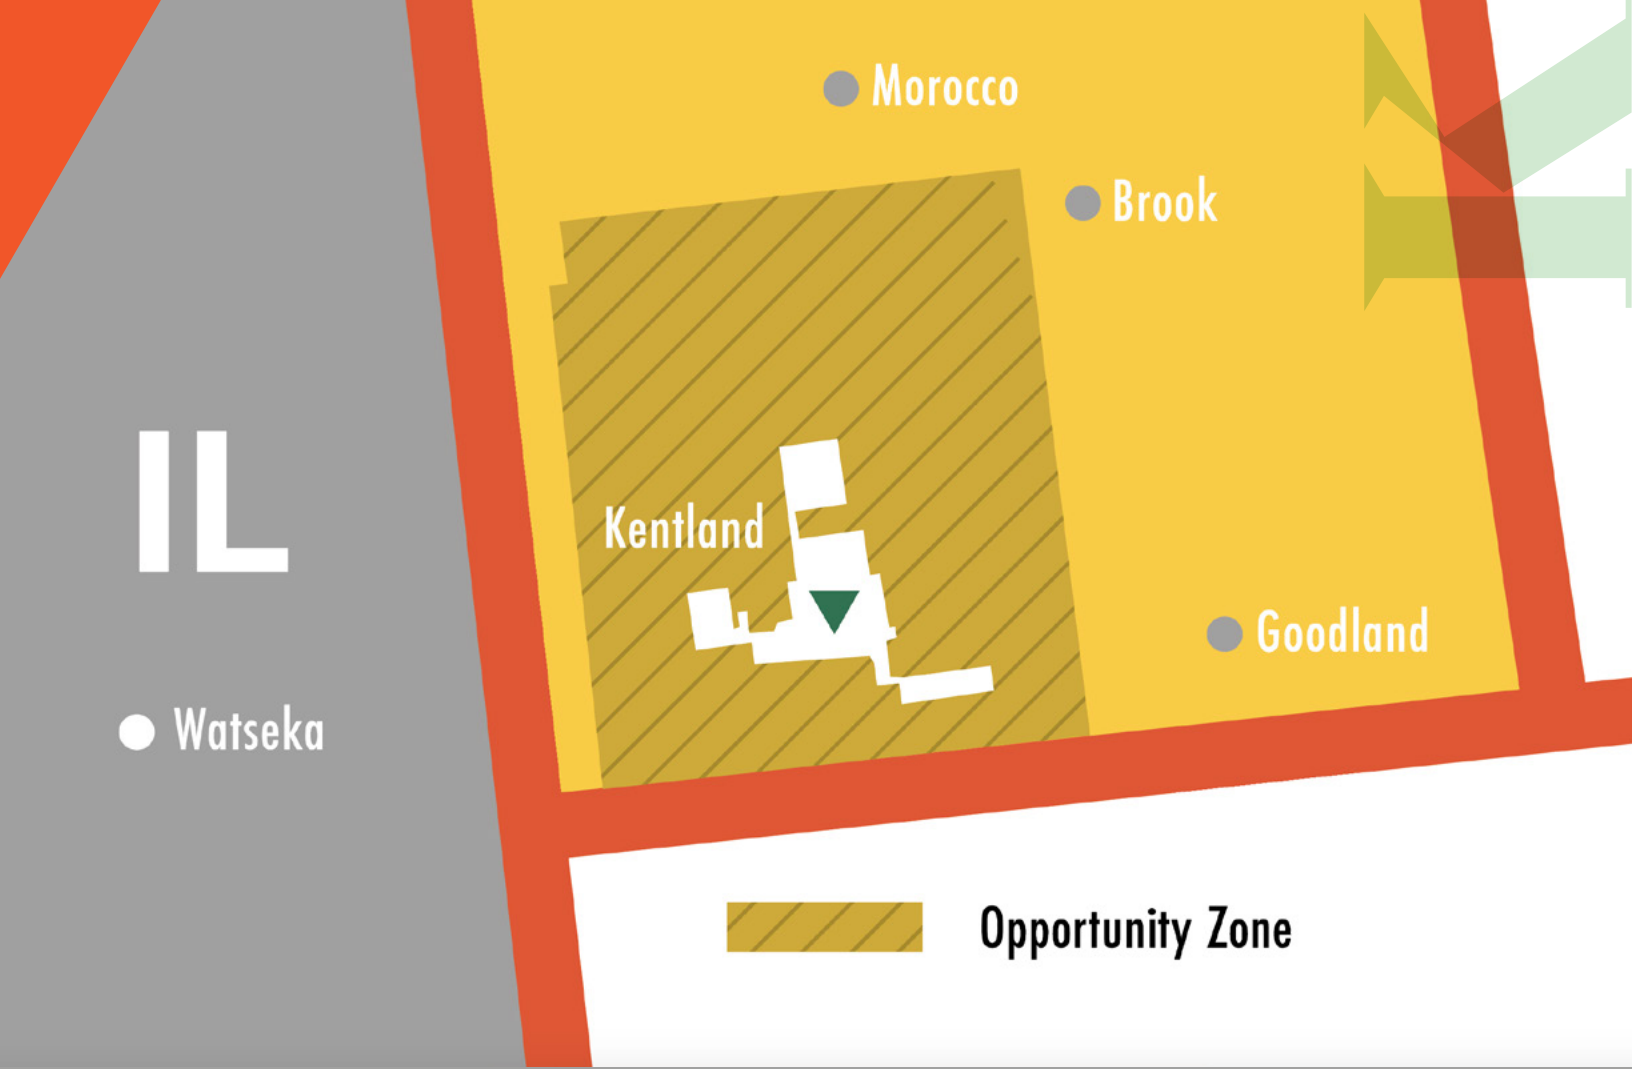 Morocco
Brook
IL
Kentland
Goodland
Watseka
Opportunity Zone